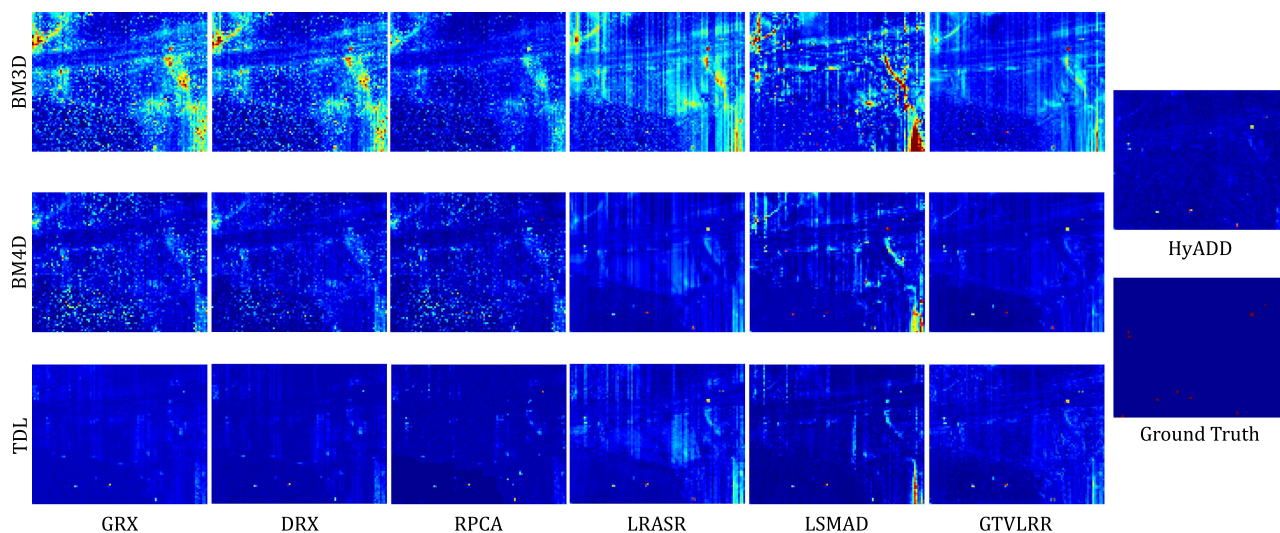 BM3D
BM4D
HyADD
TDL
Ground Truth
GRX DRX RPCA LRASR LSMAD GTVLRR